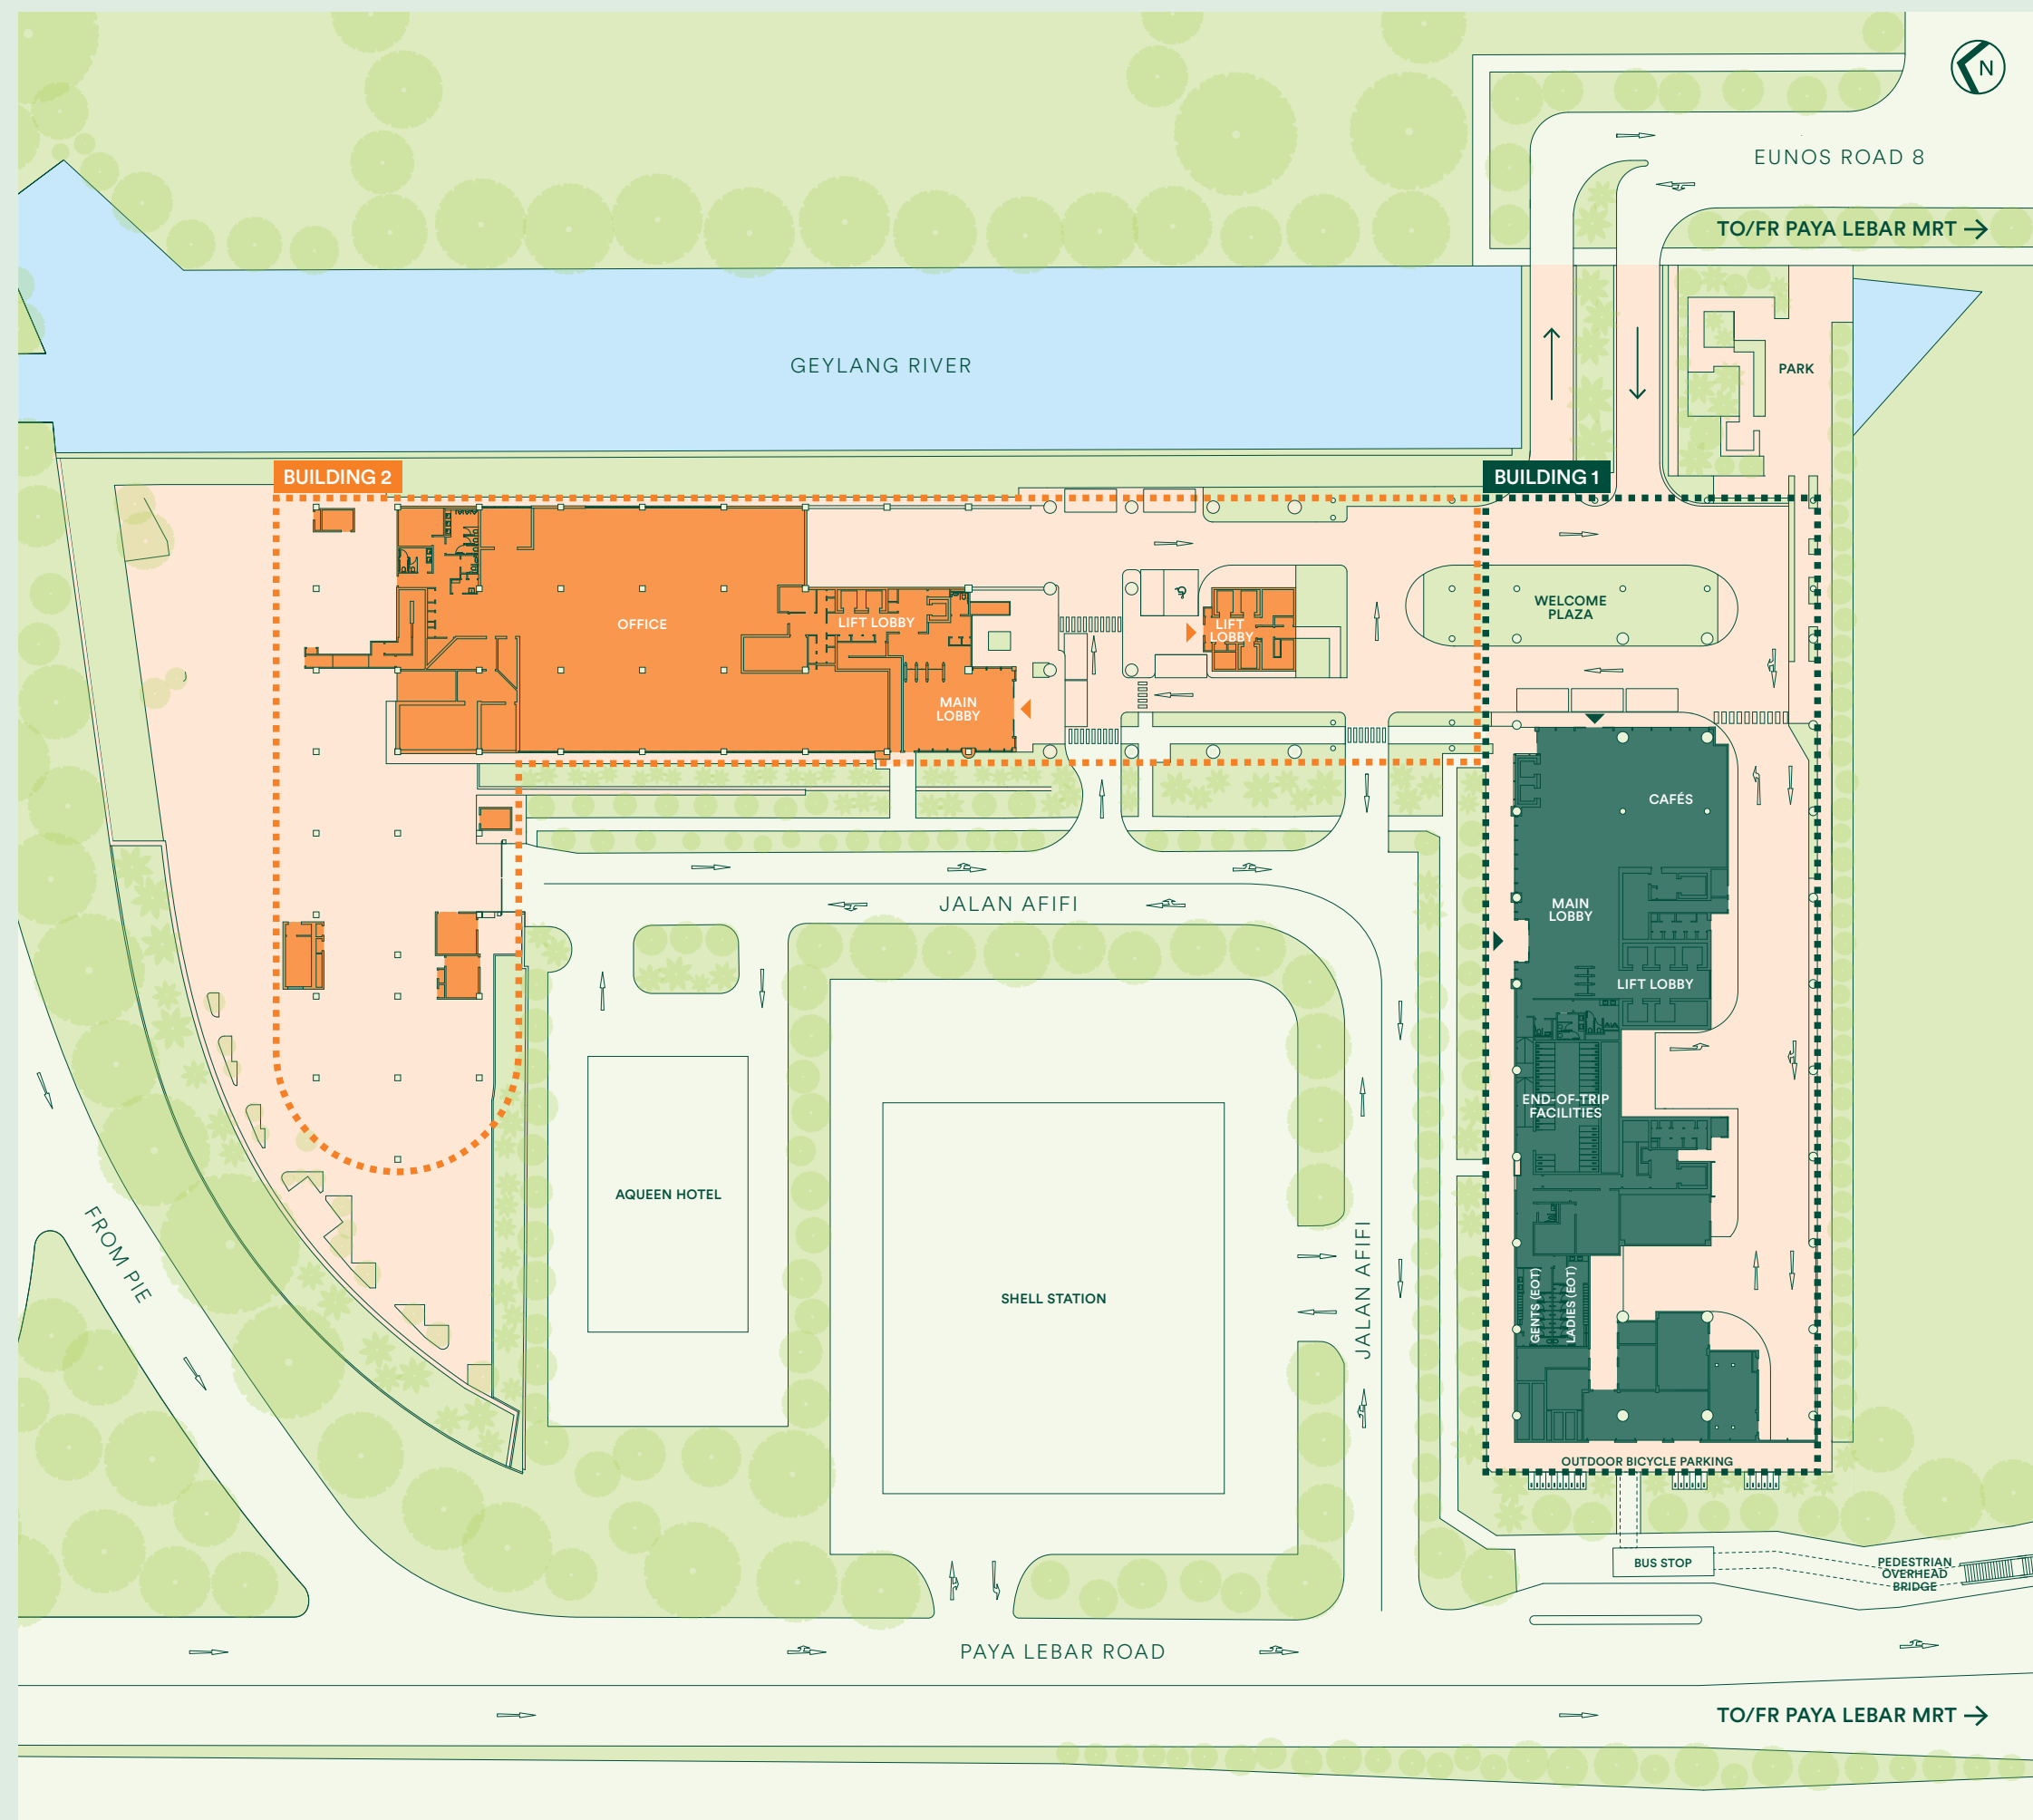 N
EUNOS ROAD 8
TO/FR PAYA LEBAR MRT →
GEYLANG RIVER
PARK
BUILDING 2
BUILDING 1
OFFICE
LIFT LOBBY
LIFT
LOBBY
WELCOME
PLAZA
MAIN
LOBBY
CAFÉS
JALAN AFIFI
MAIN
LOBBY
LIFT LOBBY
END-OF-TRIP
FACILITIES
AQUEEN HOTEL
FROM PIE
SHELL STATION
JALAN AFIFI
GENTS (EOT)
LADIES (EOT)
OUTDOOR BICYCLE PARKING
BUS STOP
PEDESTRIAN
OVERHEAD
BRIDGE
PAYA LEBAR ROAD
TO/FR PAYA LEBAR MRT →